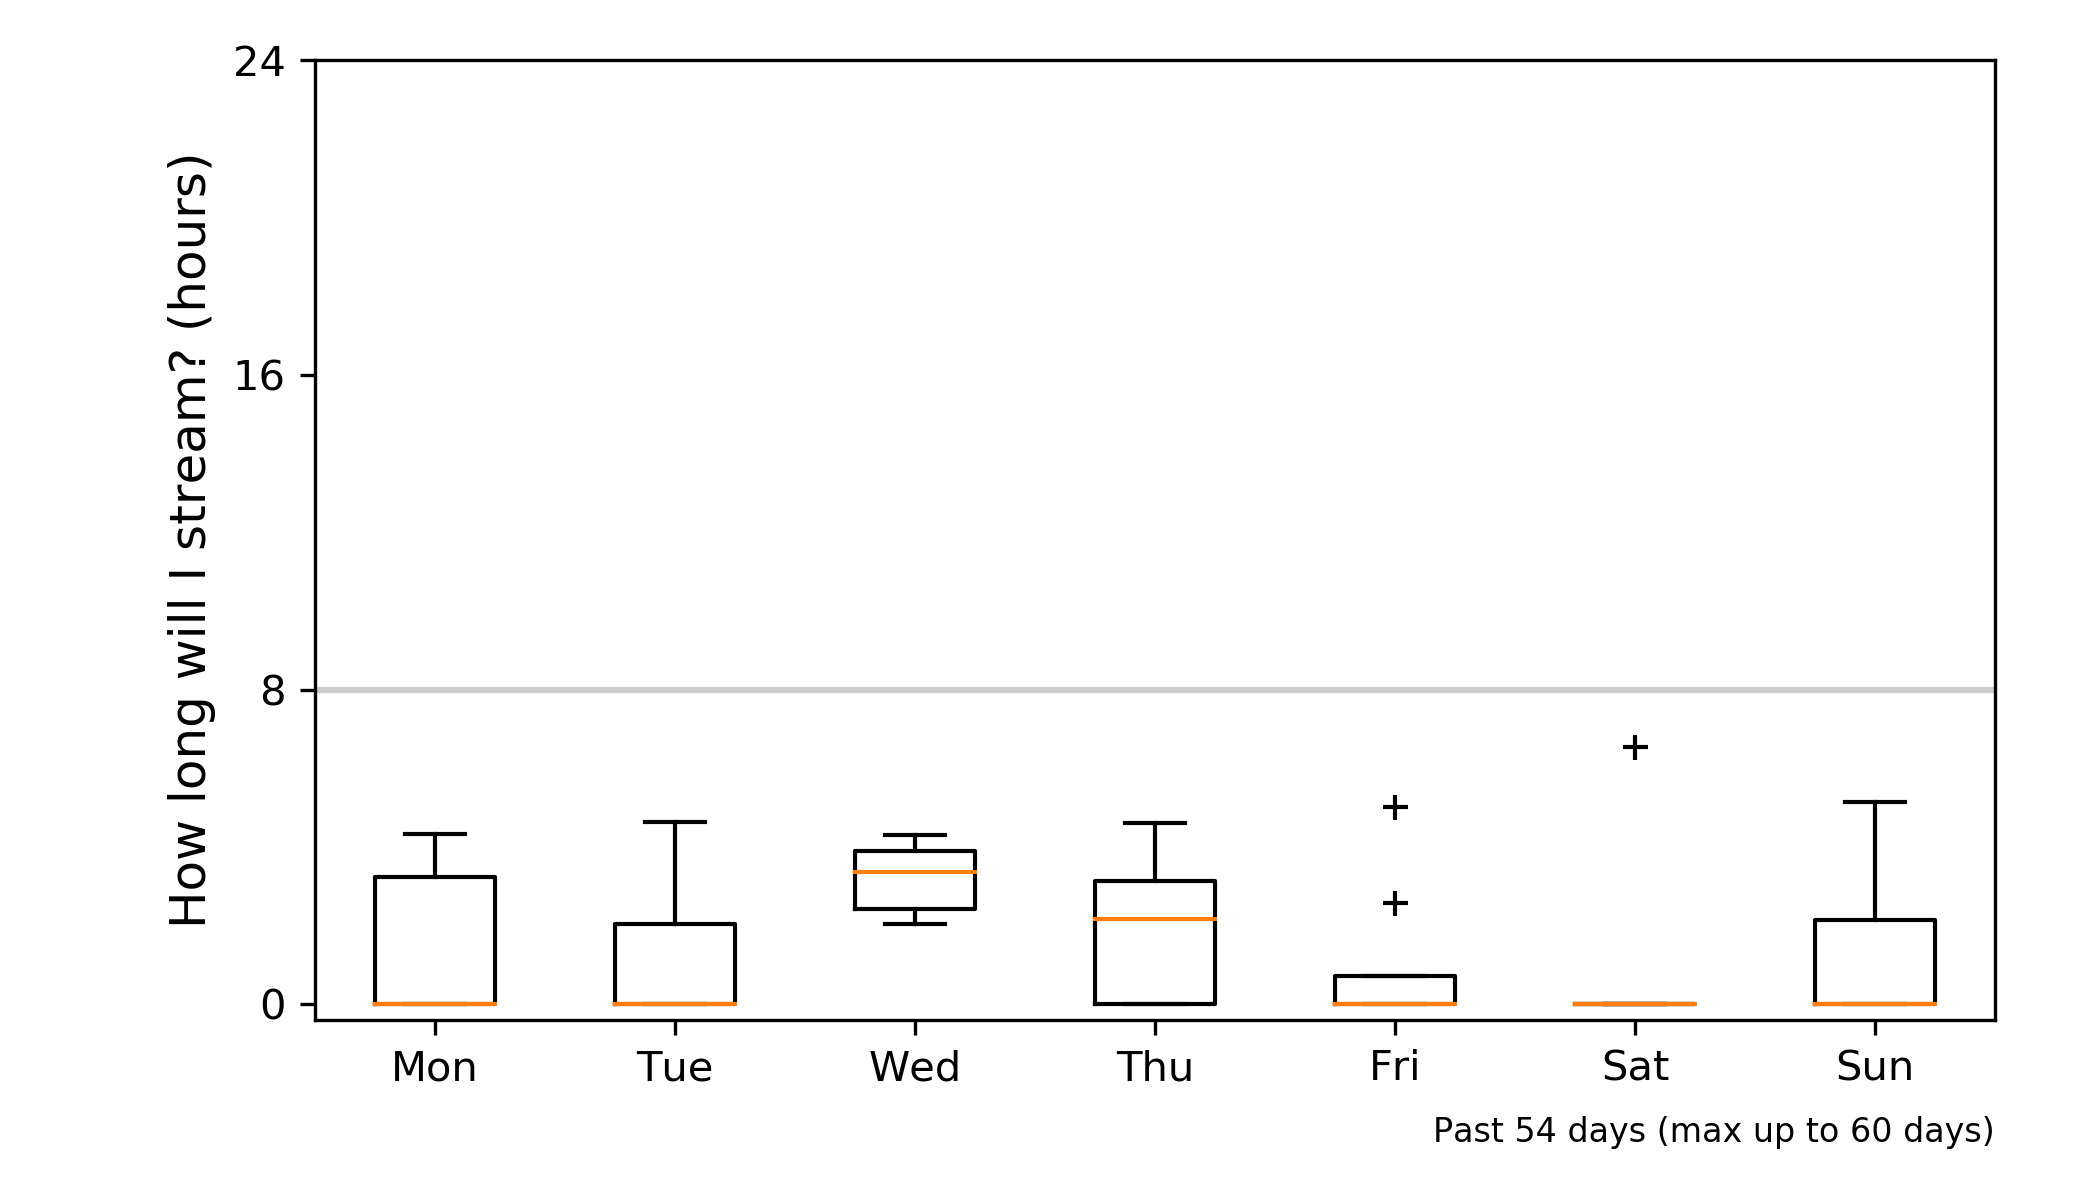 How long will I stream? (hours)
24
16
8
0
Mon Tue Wed Thu Fri Sat Sun
Past 54 days (max up to 60 days)